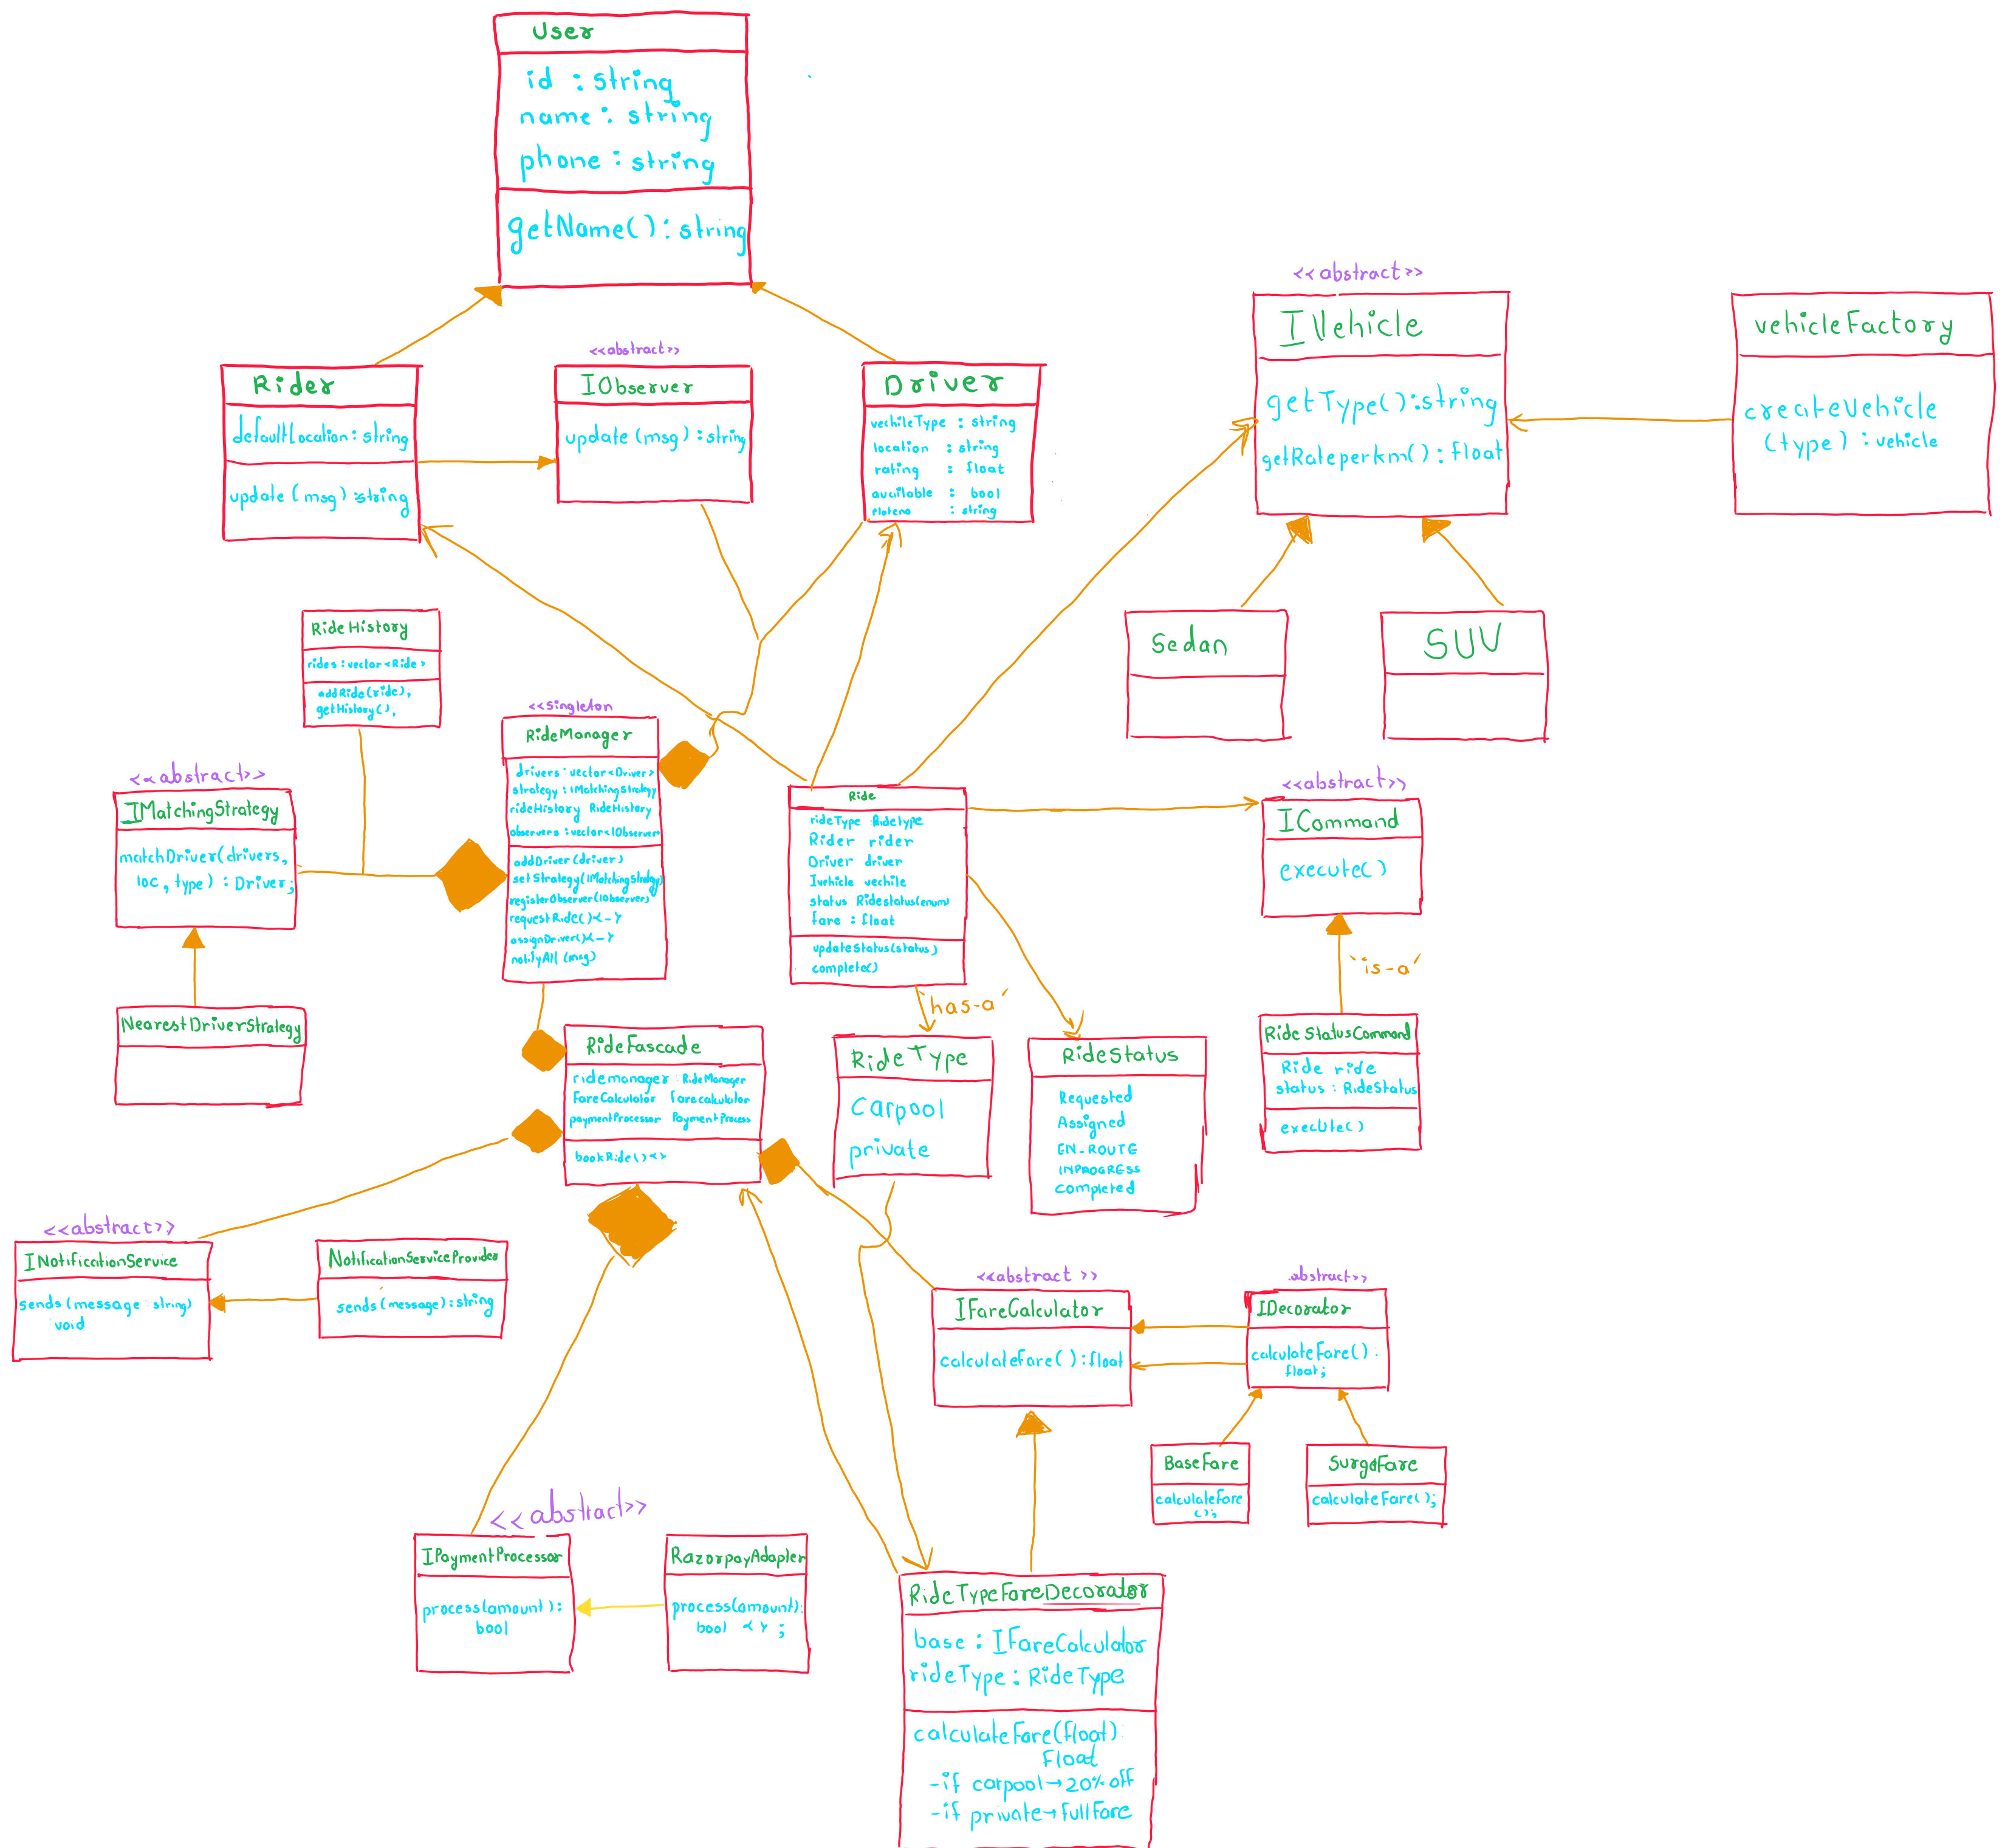 User
id : string
name : string
phone : string
getName() : string
<<abstract>>
IVehicle
getType() : string
getRateperkm() : float
vehicleFactory
createVehicle
(type) : vehicle
Rider
defaultLocation : string
update(msg) : string
<<abstract>>
IObserver
update(msg) : string
Driver
vechileType : string
location : string
rating : float
available : bool
: string
Sedan
SUV
RideHistory
rides : vector<Ride>
addRide(ride),
getHistory(),
<<singleton
RideManager
drivers : vector<Driver>
strategy : IMatchingStrategy
rideHistory RideHistory
observers : vector<IObserver>
addDriver(driver)
setStrategy(IMatchingStrategy)
registerObserver(IObserver)
requestRide(){-}
assignDriver(){-}
notifyAll (msg)
<<abstract>>
IMatchingStrategy
matchDriver(drivers,
loc, type) : Driver;
NearestDriverStrategy
Ride
rideType RideType
Rider rider
Driver driver
Ivehicle vechile
status Ridestatus(enum)
fare : float
updateStatus(status)
complete()
'has-a'
<<abstract>>
ICommand
execute()
'is-a'
RideStatusCommand
Ride ride
status : RideStatus
execute()
RideFascade
ridemanager RideManager
FareCalculator Farecalculator
paymentProcessor PaymentProcess
bookRide(){}
RideType
Carpool
private
RideStatus
Requested
Assigned
EN-ROUTE
INPROGRESS
Completed
<<abstract>>
INotificationService
sends(message string)
void
NotificationServiceProvider
sends(message) : string
<<abstract>>
IFareCalculator
calculateFare() : float
abstract>>
IDecorator
calculateFare() :
float;
BaseFare
calculateFare
();
SurgeFare
calculateFare();
<<abstract>>
IPaymentProcessor
process(amount) :
bool
RazorpayAdapter
process(amount) :
bool {} ;
RideTypeFareDecorator
base : IFareCalculator
rideType : RideType
calculateFare(float) :
Float
-if carpool→20% off
-if private→fullFare